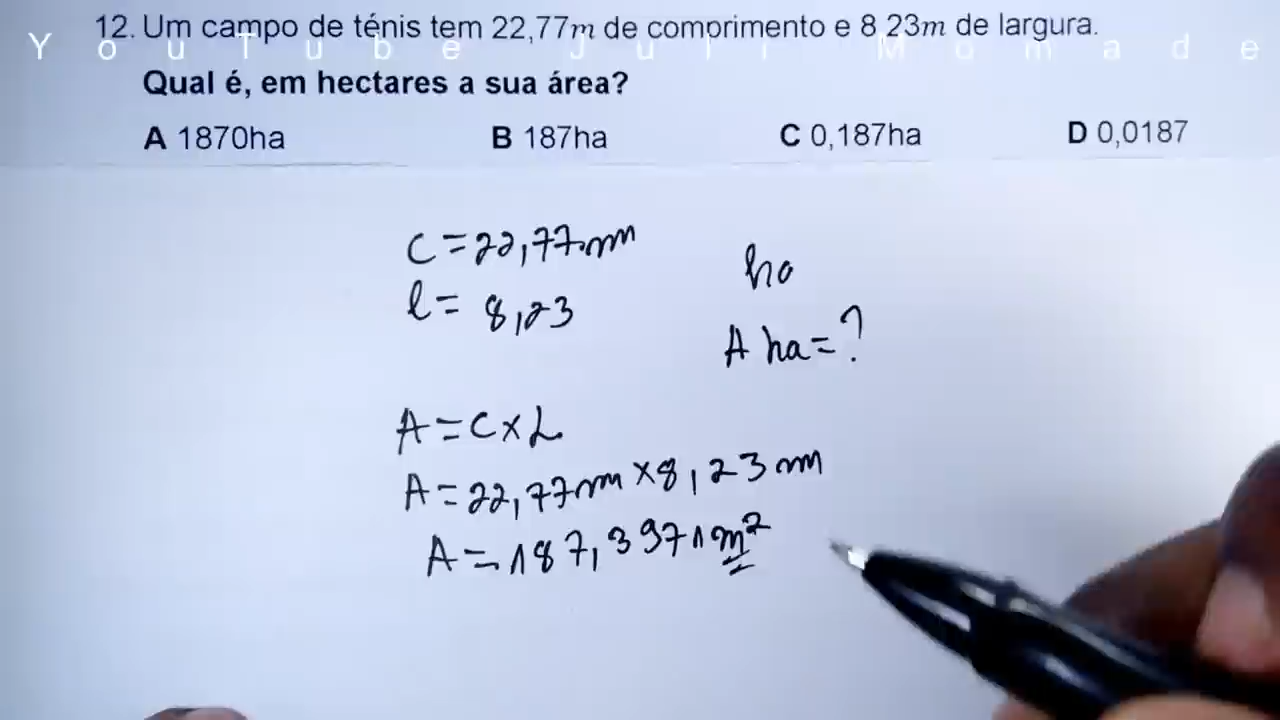 12. Um campo de ténis tem 22,77m de comprimento e 8,23m de largura.
YouTube Juli Momade
Qual é, em hectares a sua área?
A 1870ha B 187ha C 0,187ha D 0,0187
C = 22,77m
ha
l = 8,23
A ha = ?
A = C x L
A = 22,77m x 8,23m
A = 187,3971m²